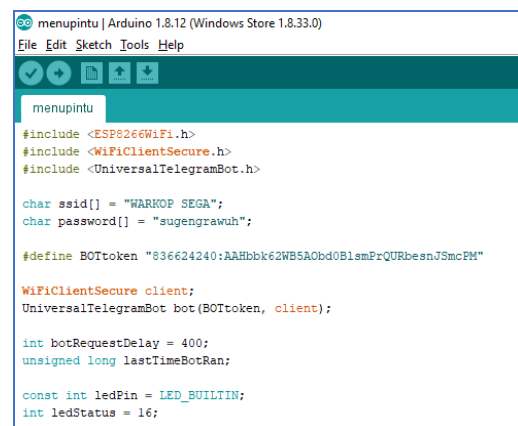 menupintu | Arduino 1.8.12 (Windows Store 1.8.33.0)
File Edit Sketch Tools Help
menupintu
#include <ESP8266WiFi.h>
#include <WiFiClientSecure.h>
#include <UniversalTelegramBot.h>
char ssid[] = "WARKOP SEGA";
char password[] = "sugengrawuh";
#define BOTtoken "836624240:AAHbbk62WB5AObd0BlsmPrQURbesnJSmcPM"
WiFiClientSecure client;
UniversalTelegramBot bot(BOTtoken, client);
int botRequestDelay = 400;
unsigned long lastTimeBotRan;
const int ledPin = LED_BUILTIN;
int ledStatus = 16;